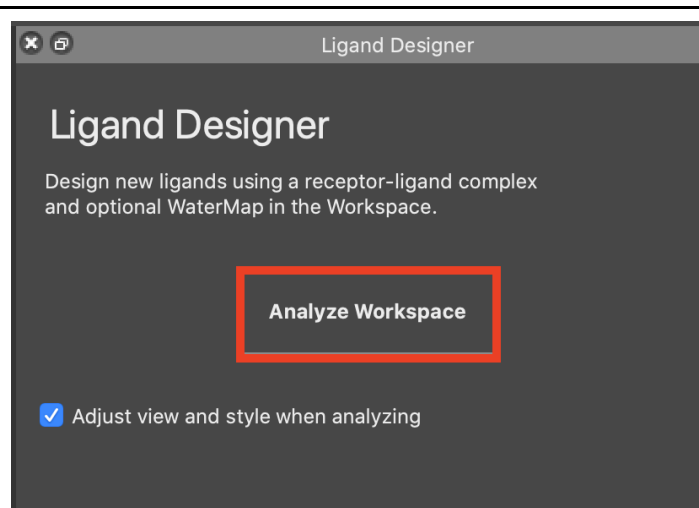 Ligand Designer
Ligand Designer
Design new ligands using a receptor-ligand complex
and optional WaterMap in the Workspace.
Analyze Workspace
Adjust view and style when analyzing